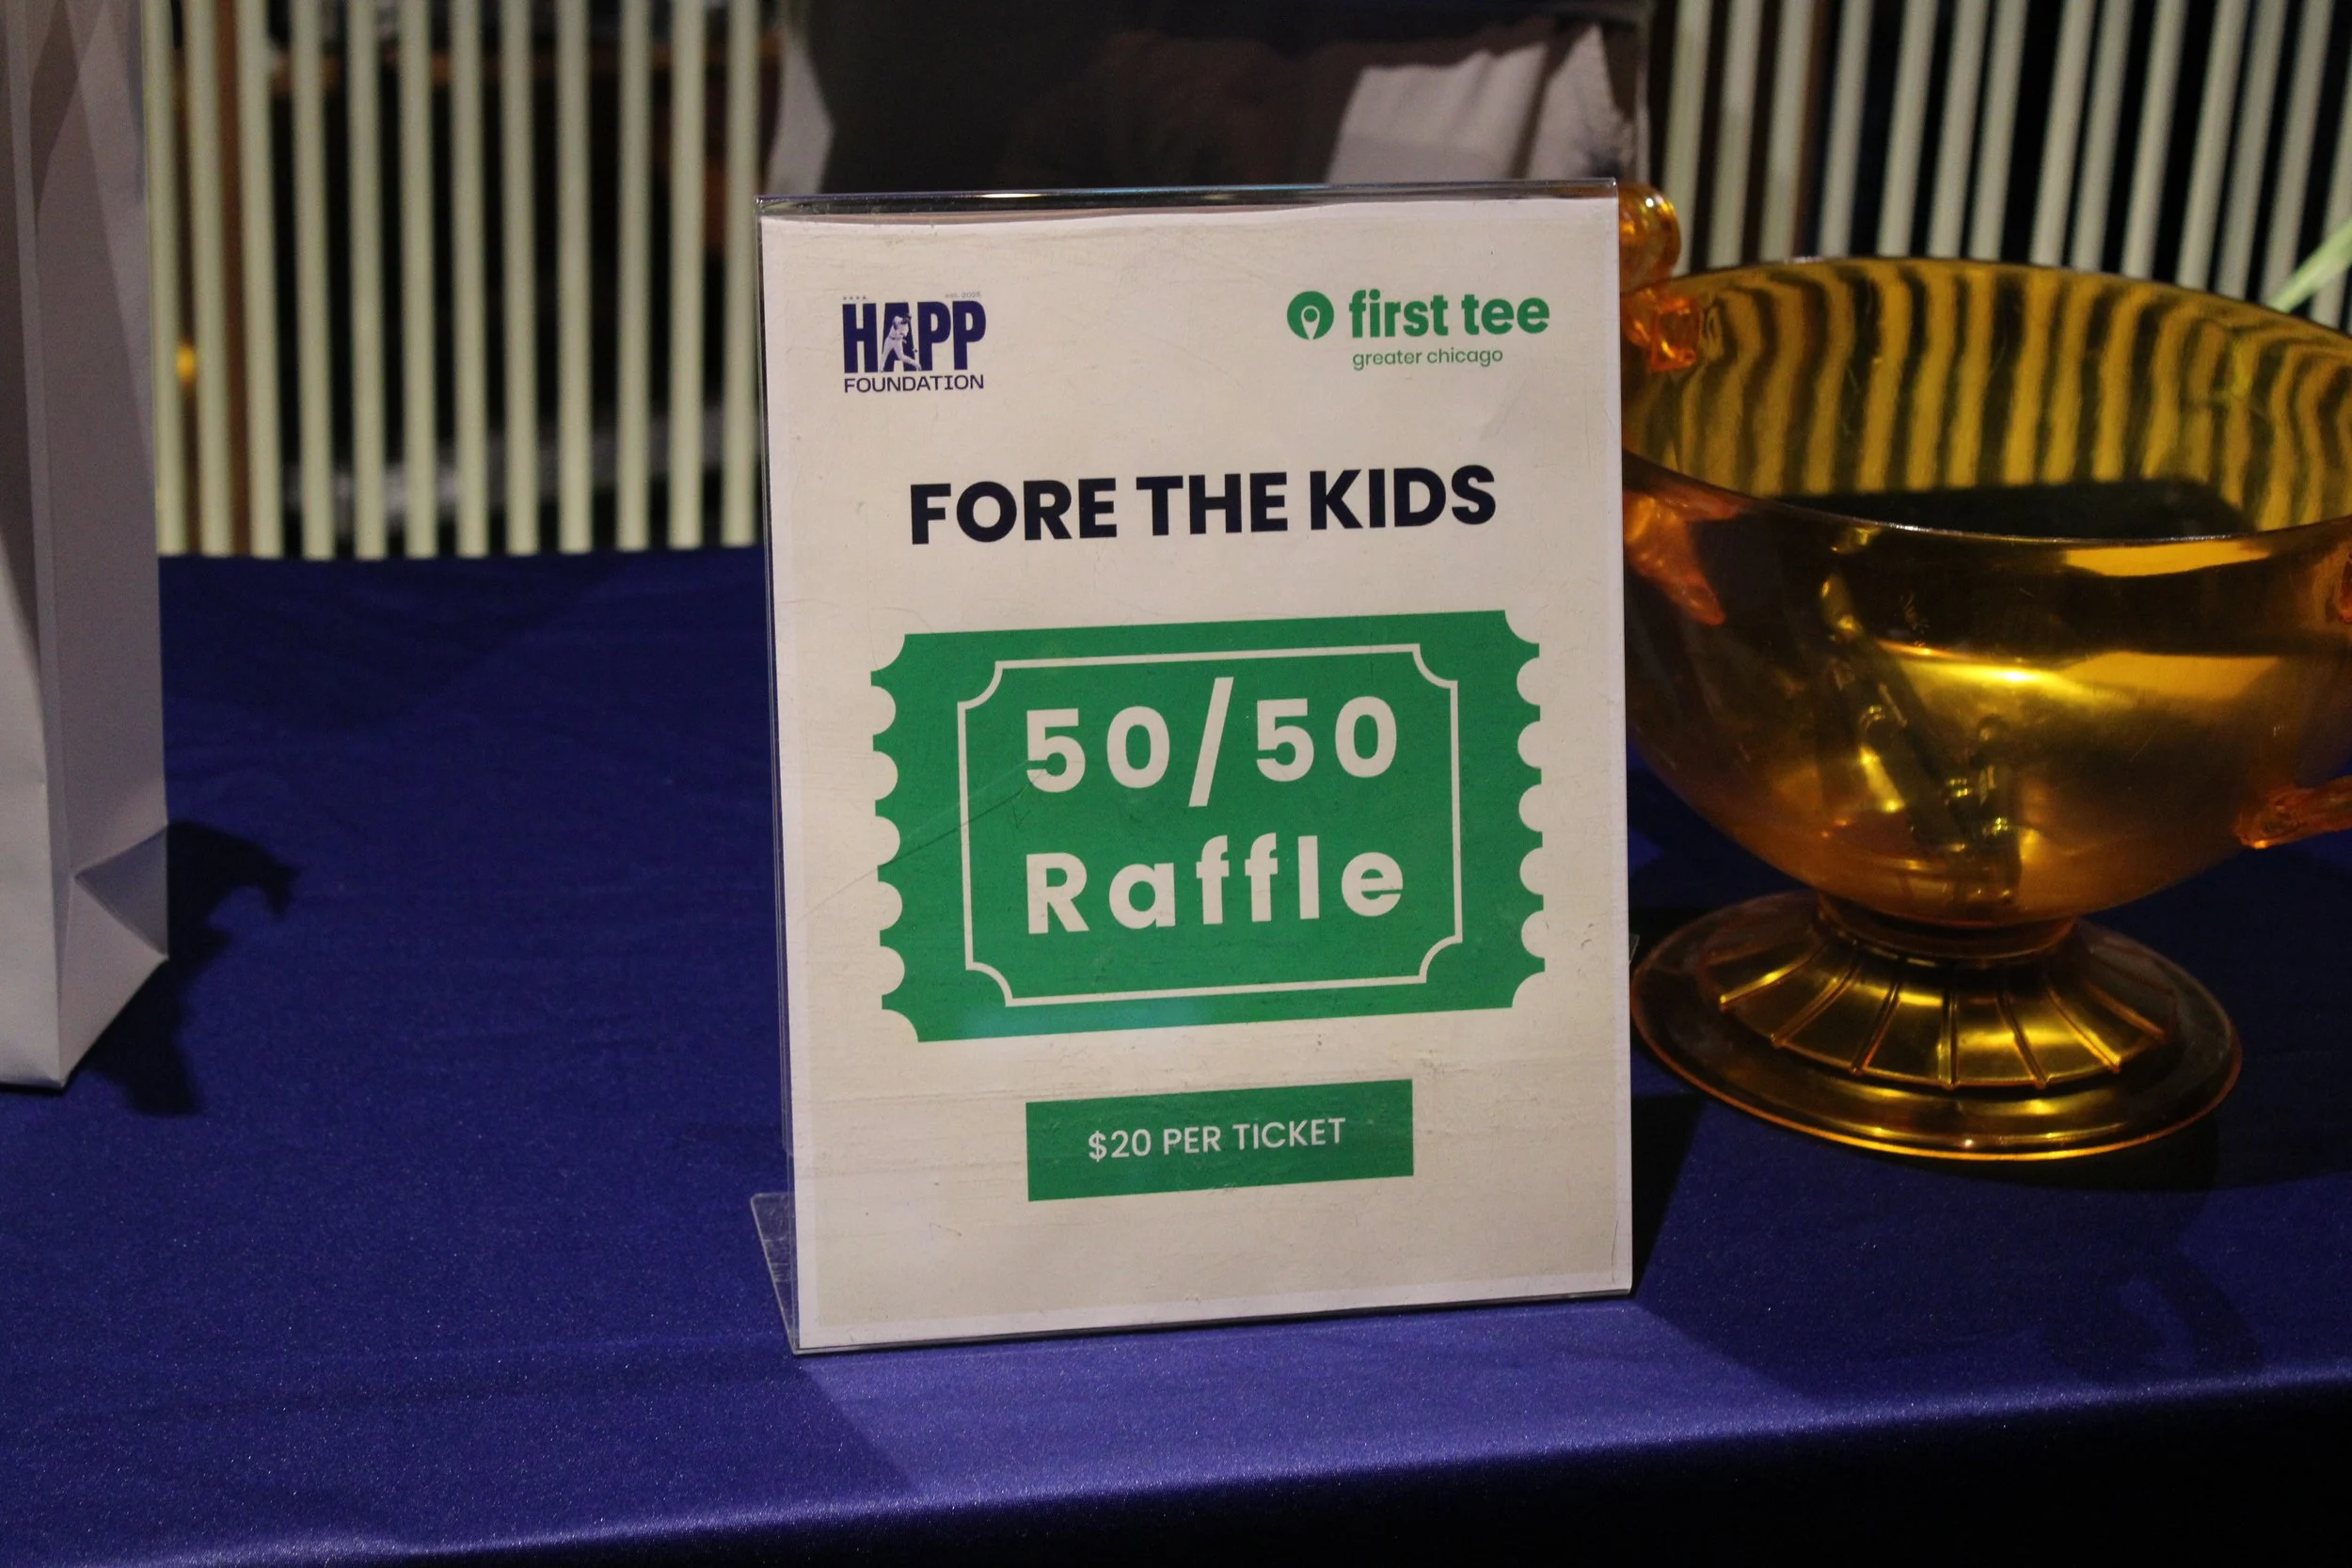 HAPP
FOUNDATION
first tee
greater chicago
FORE THE KIDS
50/50
Raffle
$20 PER TICKET